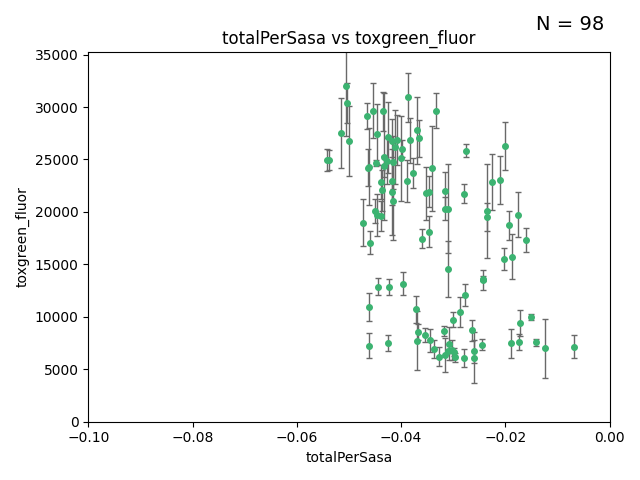 N = 98
totalPerSasa vs toxgreen_fluor
toxgreen_fluor
35000
30000
25000
20000
15000
10000
5000
0
−0.10 −0.08 −0.06 −0.04 −0.02 0.00
totalPerSasa